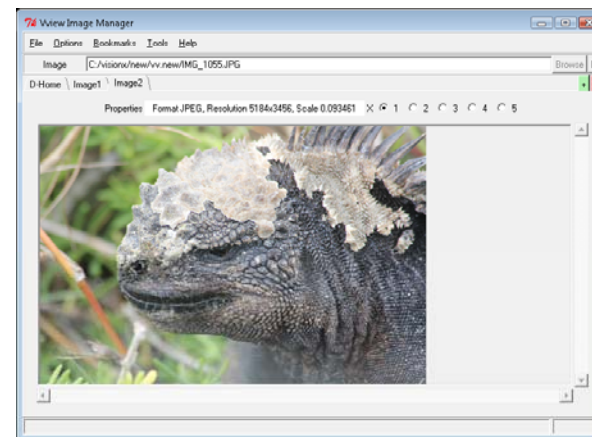 Vview Image Manager
File Options Bookmarks Tools Help
Image C:/visionx/new/vv.new/IMG_1055.JPG Browse
D-Home \ Image1 \ Image2 \
Properties Format JPEG, Resolution 5184x3456, Scale 0.093461 X 1 2 3 4 5